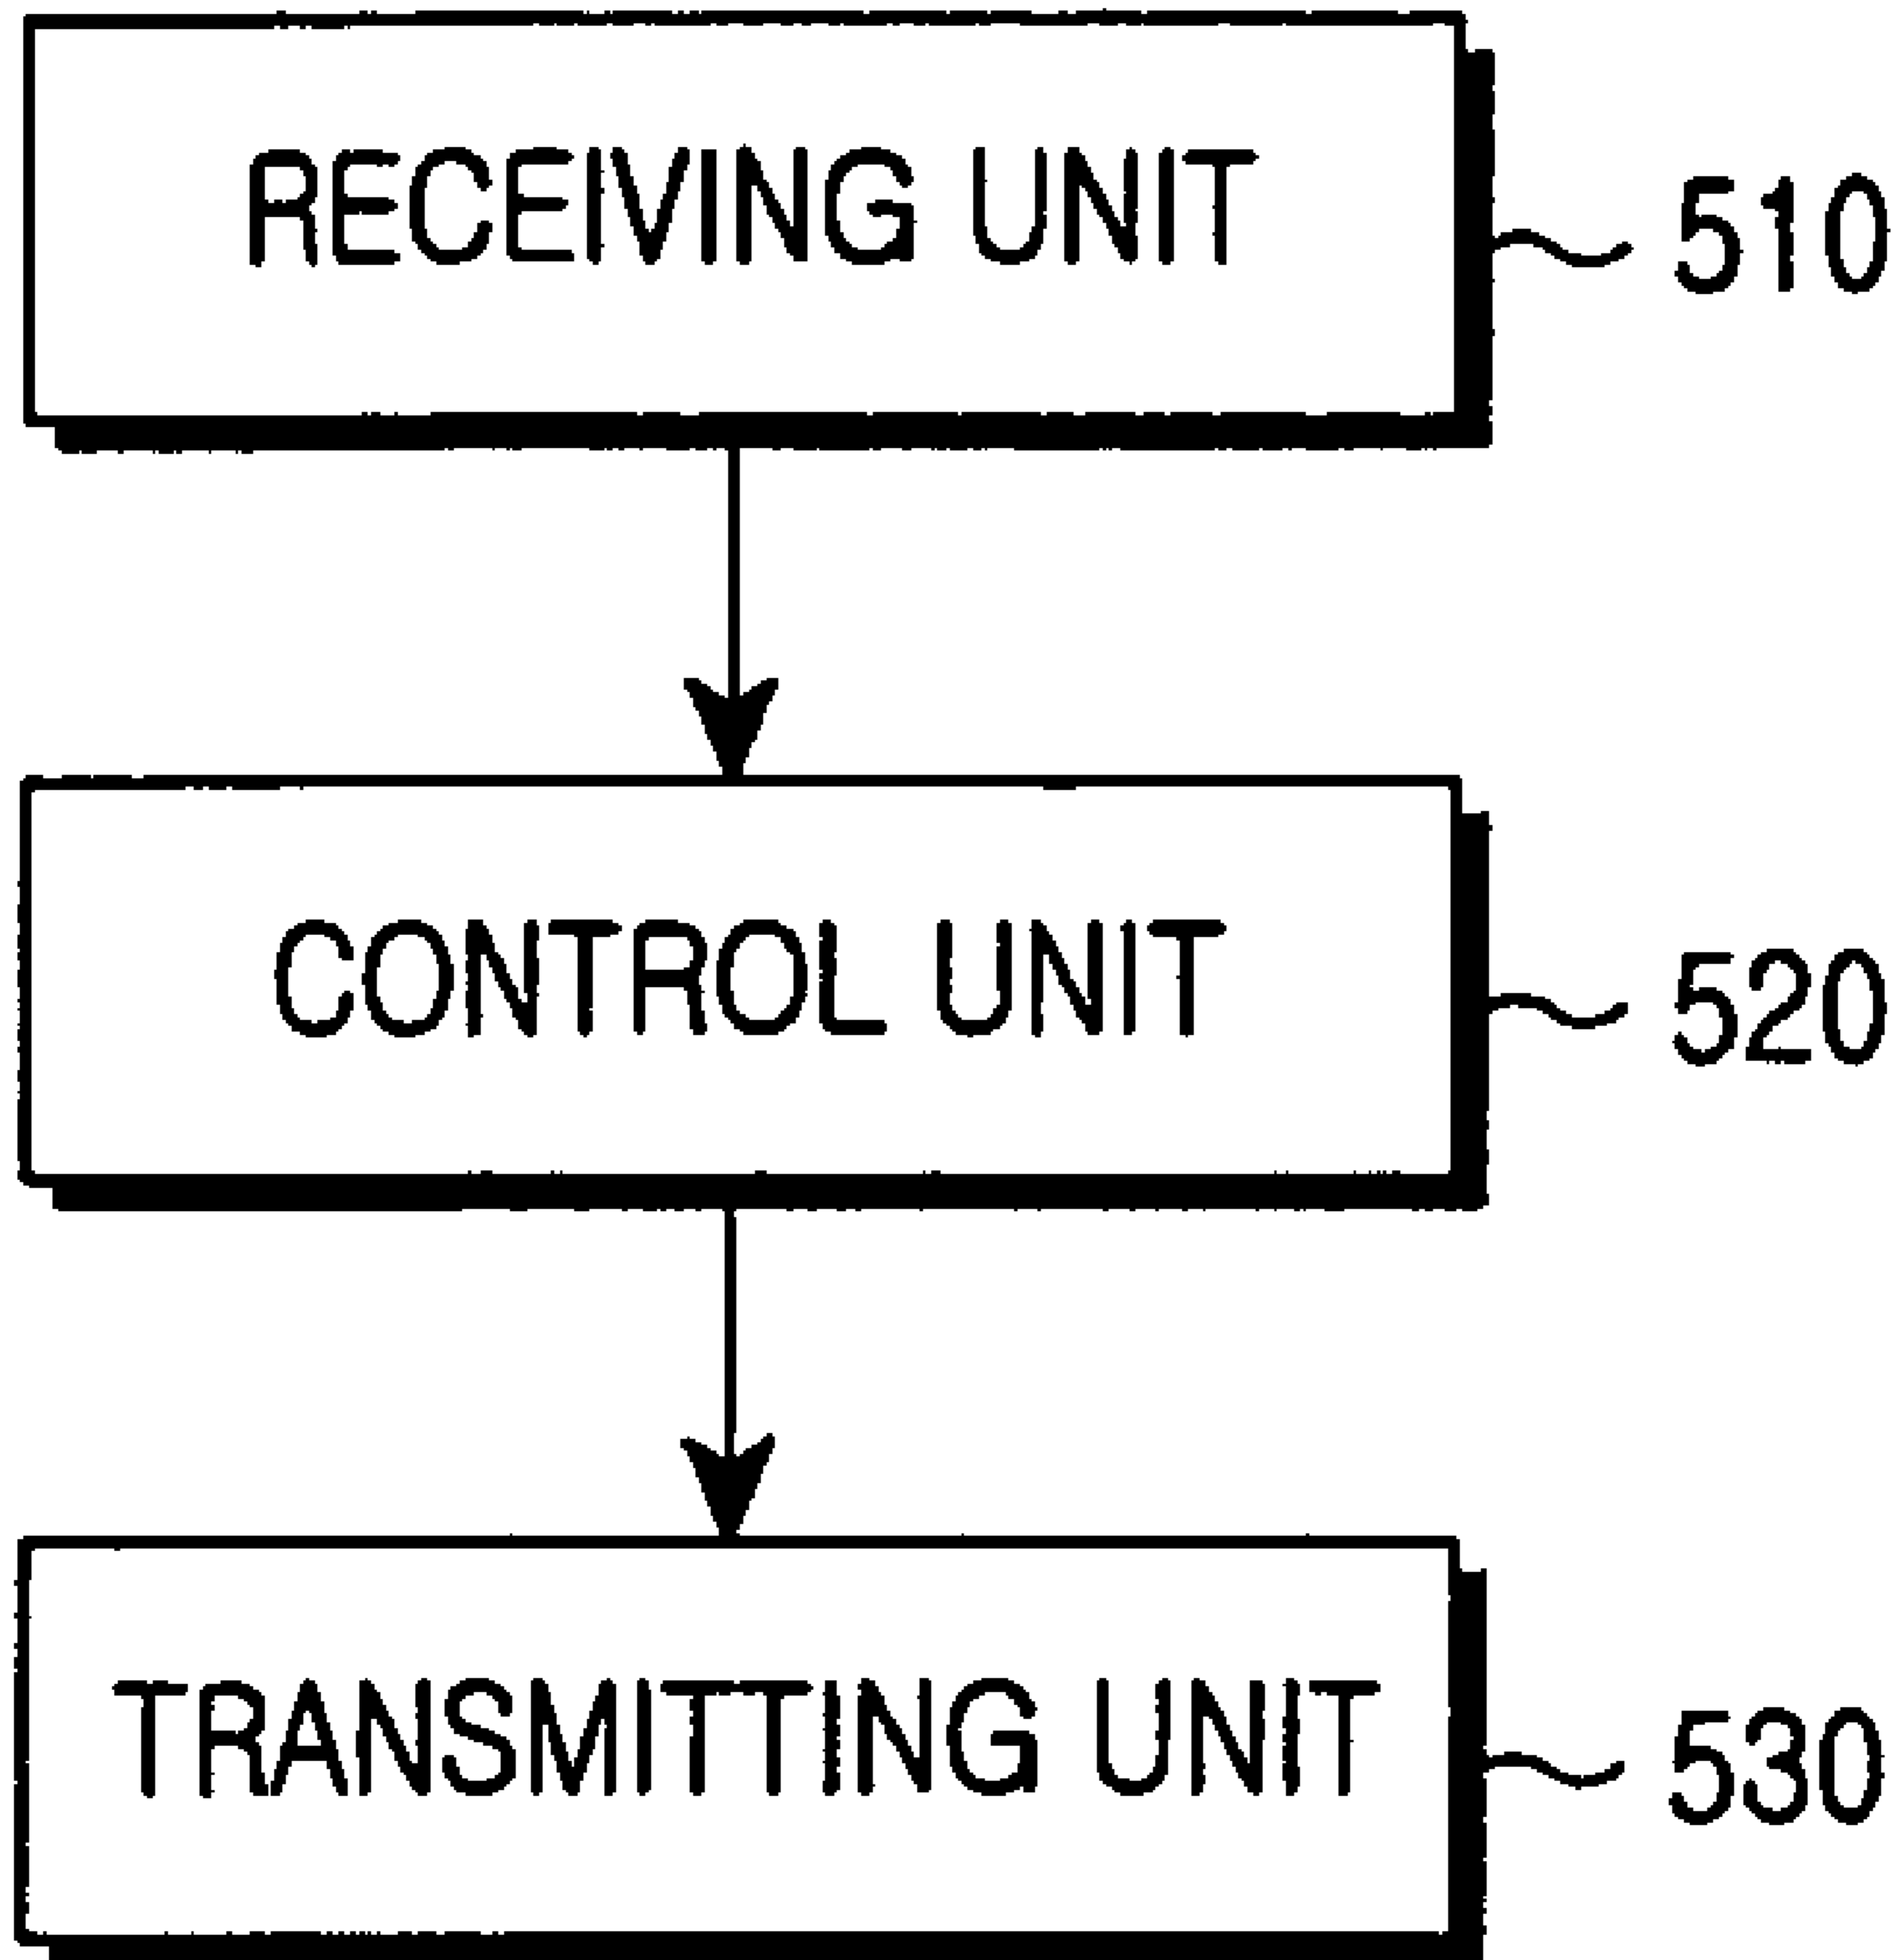 RECEIVING UNIT
510
CONTROL UNIT
520
TRANSMITTING UNIT
530